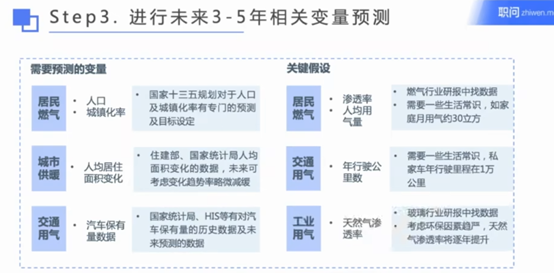 Step3. 进行未来3-5年相关变量预测
职问 zhiwen.m
需要预测的变量
居民
燃气
• 人口
• 城镇化率
国家十三五规划对于人口
及城镇化率有专门的预测
及目标设定
城市
供暖
• 人均居住
面积变化
住建部、国家统计局人均
面积变化的数据，未来可
考虑变化趋势率略微减缓
交通
用气
• 汽车保有
量数据
国家统计局、HIS等有对汽
车保有量的历史数据及未
来预测的数据
关键假设
居民
燃气
• 渗透率
• 人均用
气量
• 燃气行业研报中找数据
• 需要一些生活常识，如家
庭月用气约30立方
交通
用气
• 年行驶公
里数
• 需要一些生活常识，私
家车年行驶里程在1万
公里
工业
用气
• 天然气渗
透率
• 玻璃行业研报中找数据
• 考虑环保因素趋严，天然
气渗透率将逐年提升